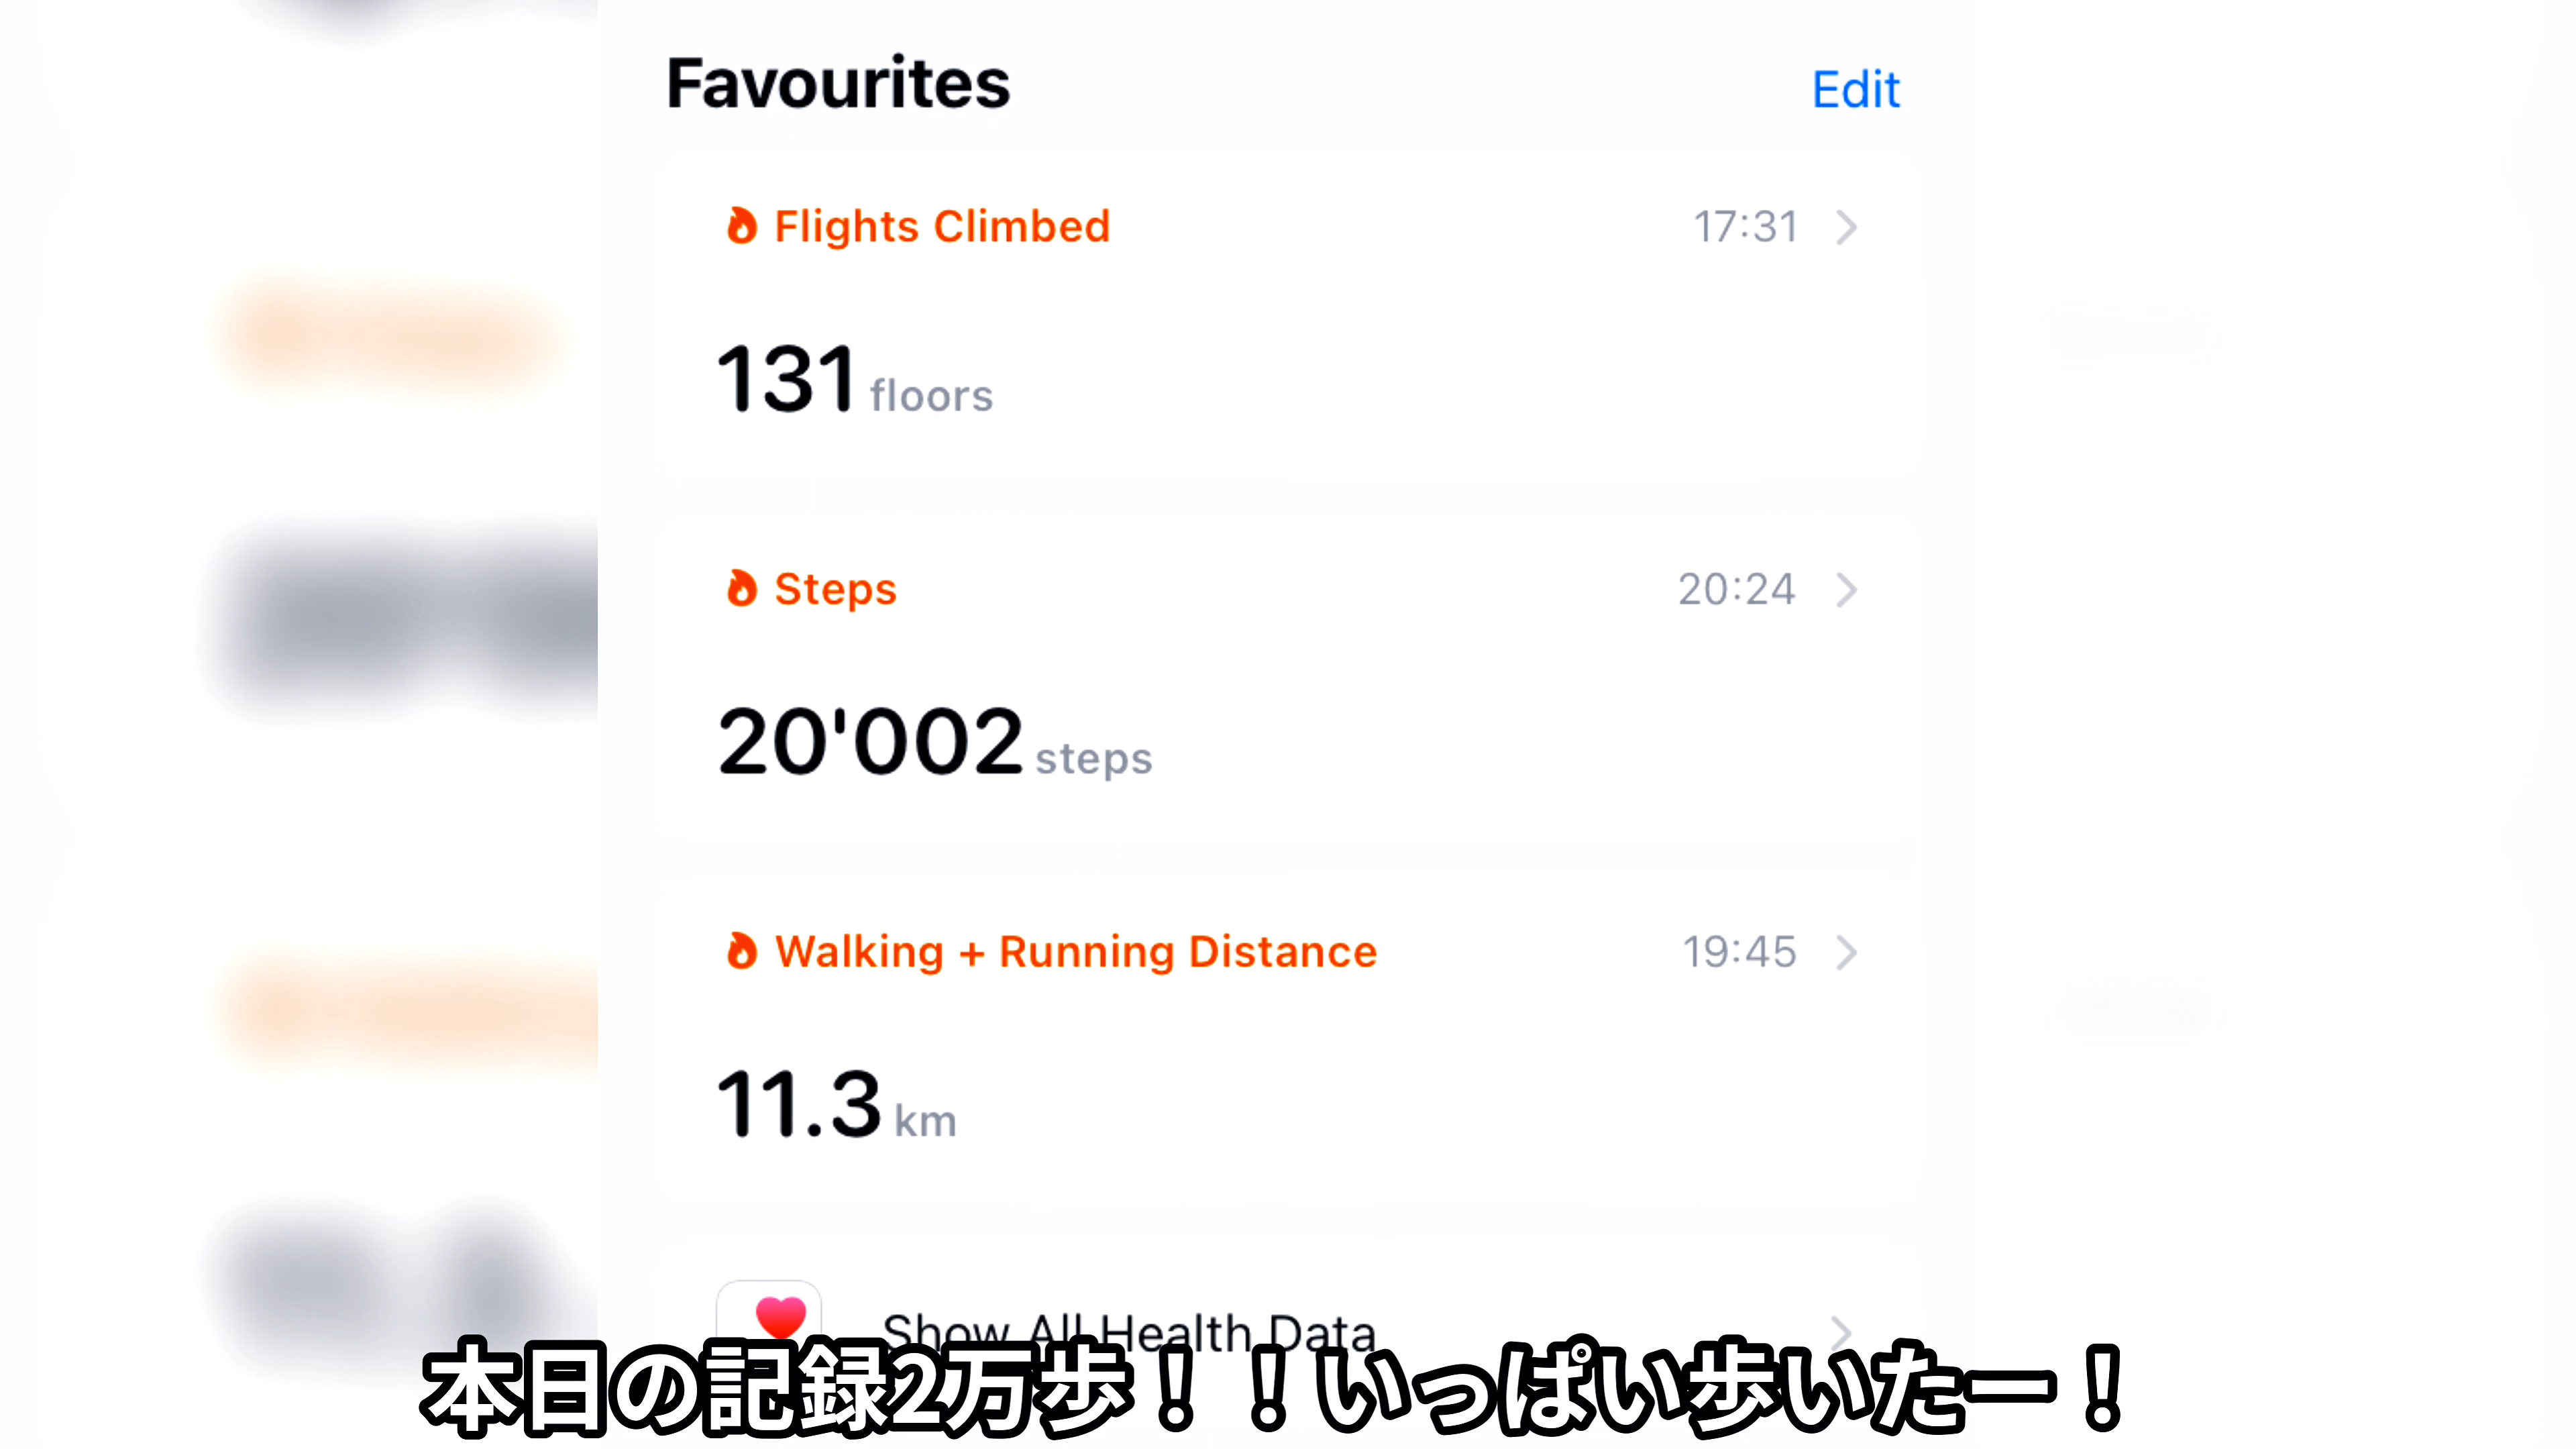 Favourites
Edit
Flights Climbed
17:31
131 floors
Steps
20:24
20'002 steps
Walking + Running Distance
19:45
11.3 km
Show All Health Data
本日の記録2万歩！！いっぱい歩いたー！